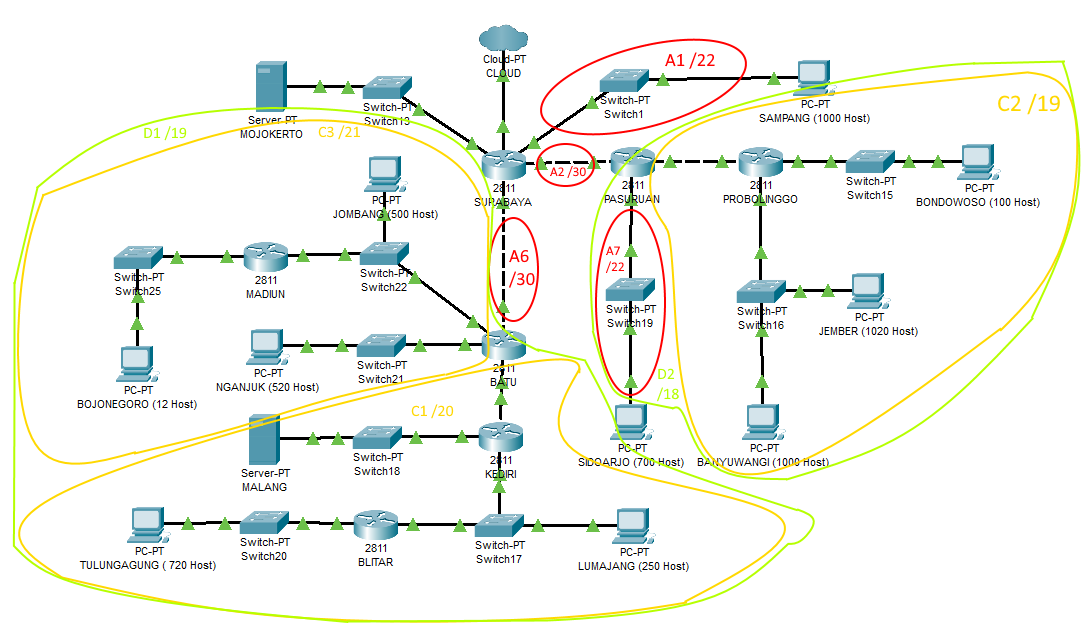 Cloud-PT
CLOUD
A1 /22
Switch-PT
Switch1
PC-PT
SAMPANG (1000 Host)
Server-PT
MOJOKERTO
Switch-PT
Switch13
D1 /19
C3 /21
C2 /19
2811
SURABAYA
A2 /30
2811
PASURUAN
2811
PROBOLINGGO
Switch-PT
Switch15
PC-PT
BONDOWOSO (100 Host)
PC-PT
JOMBANG (500 Host)
Switch-PT
Switch25
2811
MADIUN
Switch-PT
Switch22
A6
/30
A7
/22
Switch-PT
Switch19
Switch-PT
Switch16
PC-PT
JEMBER (1020 Host)
PC-PT
BOJONEGORO (12 Host)
PC-PT
NGANJUK (520 Host)
Switch-PT
Switch21
2811
BATU
D2
/18
C1 /20
Server-PT
MALANG
Switch-PT
Switch18
2811
KEDIRI
PC-PT
SIDOARJO (700 Host)
PC-PT
BANYUWANGI (1000 Host)
PC-PT
TULUNGAGUNG ( 720 Host)
Switch-PT
Switch20
2811
BLITAR
Switch-PT
Switch17
PC-PT
LUMAJANG (250 Host)